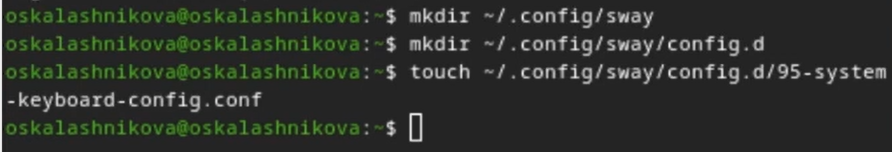 oskalashnikova@oskalashnikova:~$ mkdir ~/.config/sway
oskalashnikova@oskalashnikova:~$ mkdir ~/.config/sway/config.d
oskalashnikova@oskalashnikova:~$ touch ~/.config/sway/config.d/95-system
-keyboard-config.conf
oskalashnikova@oskalashnikova:~$